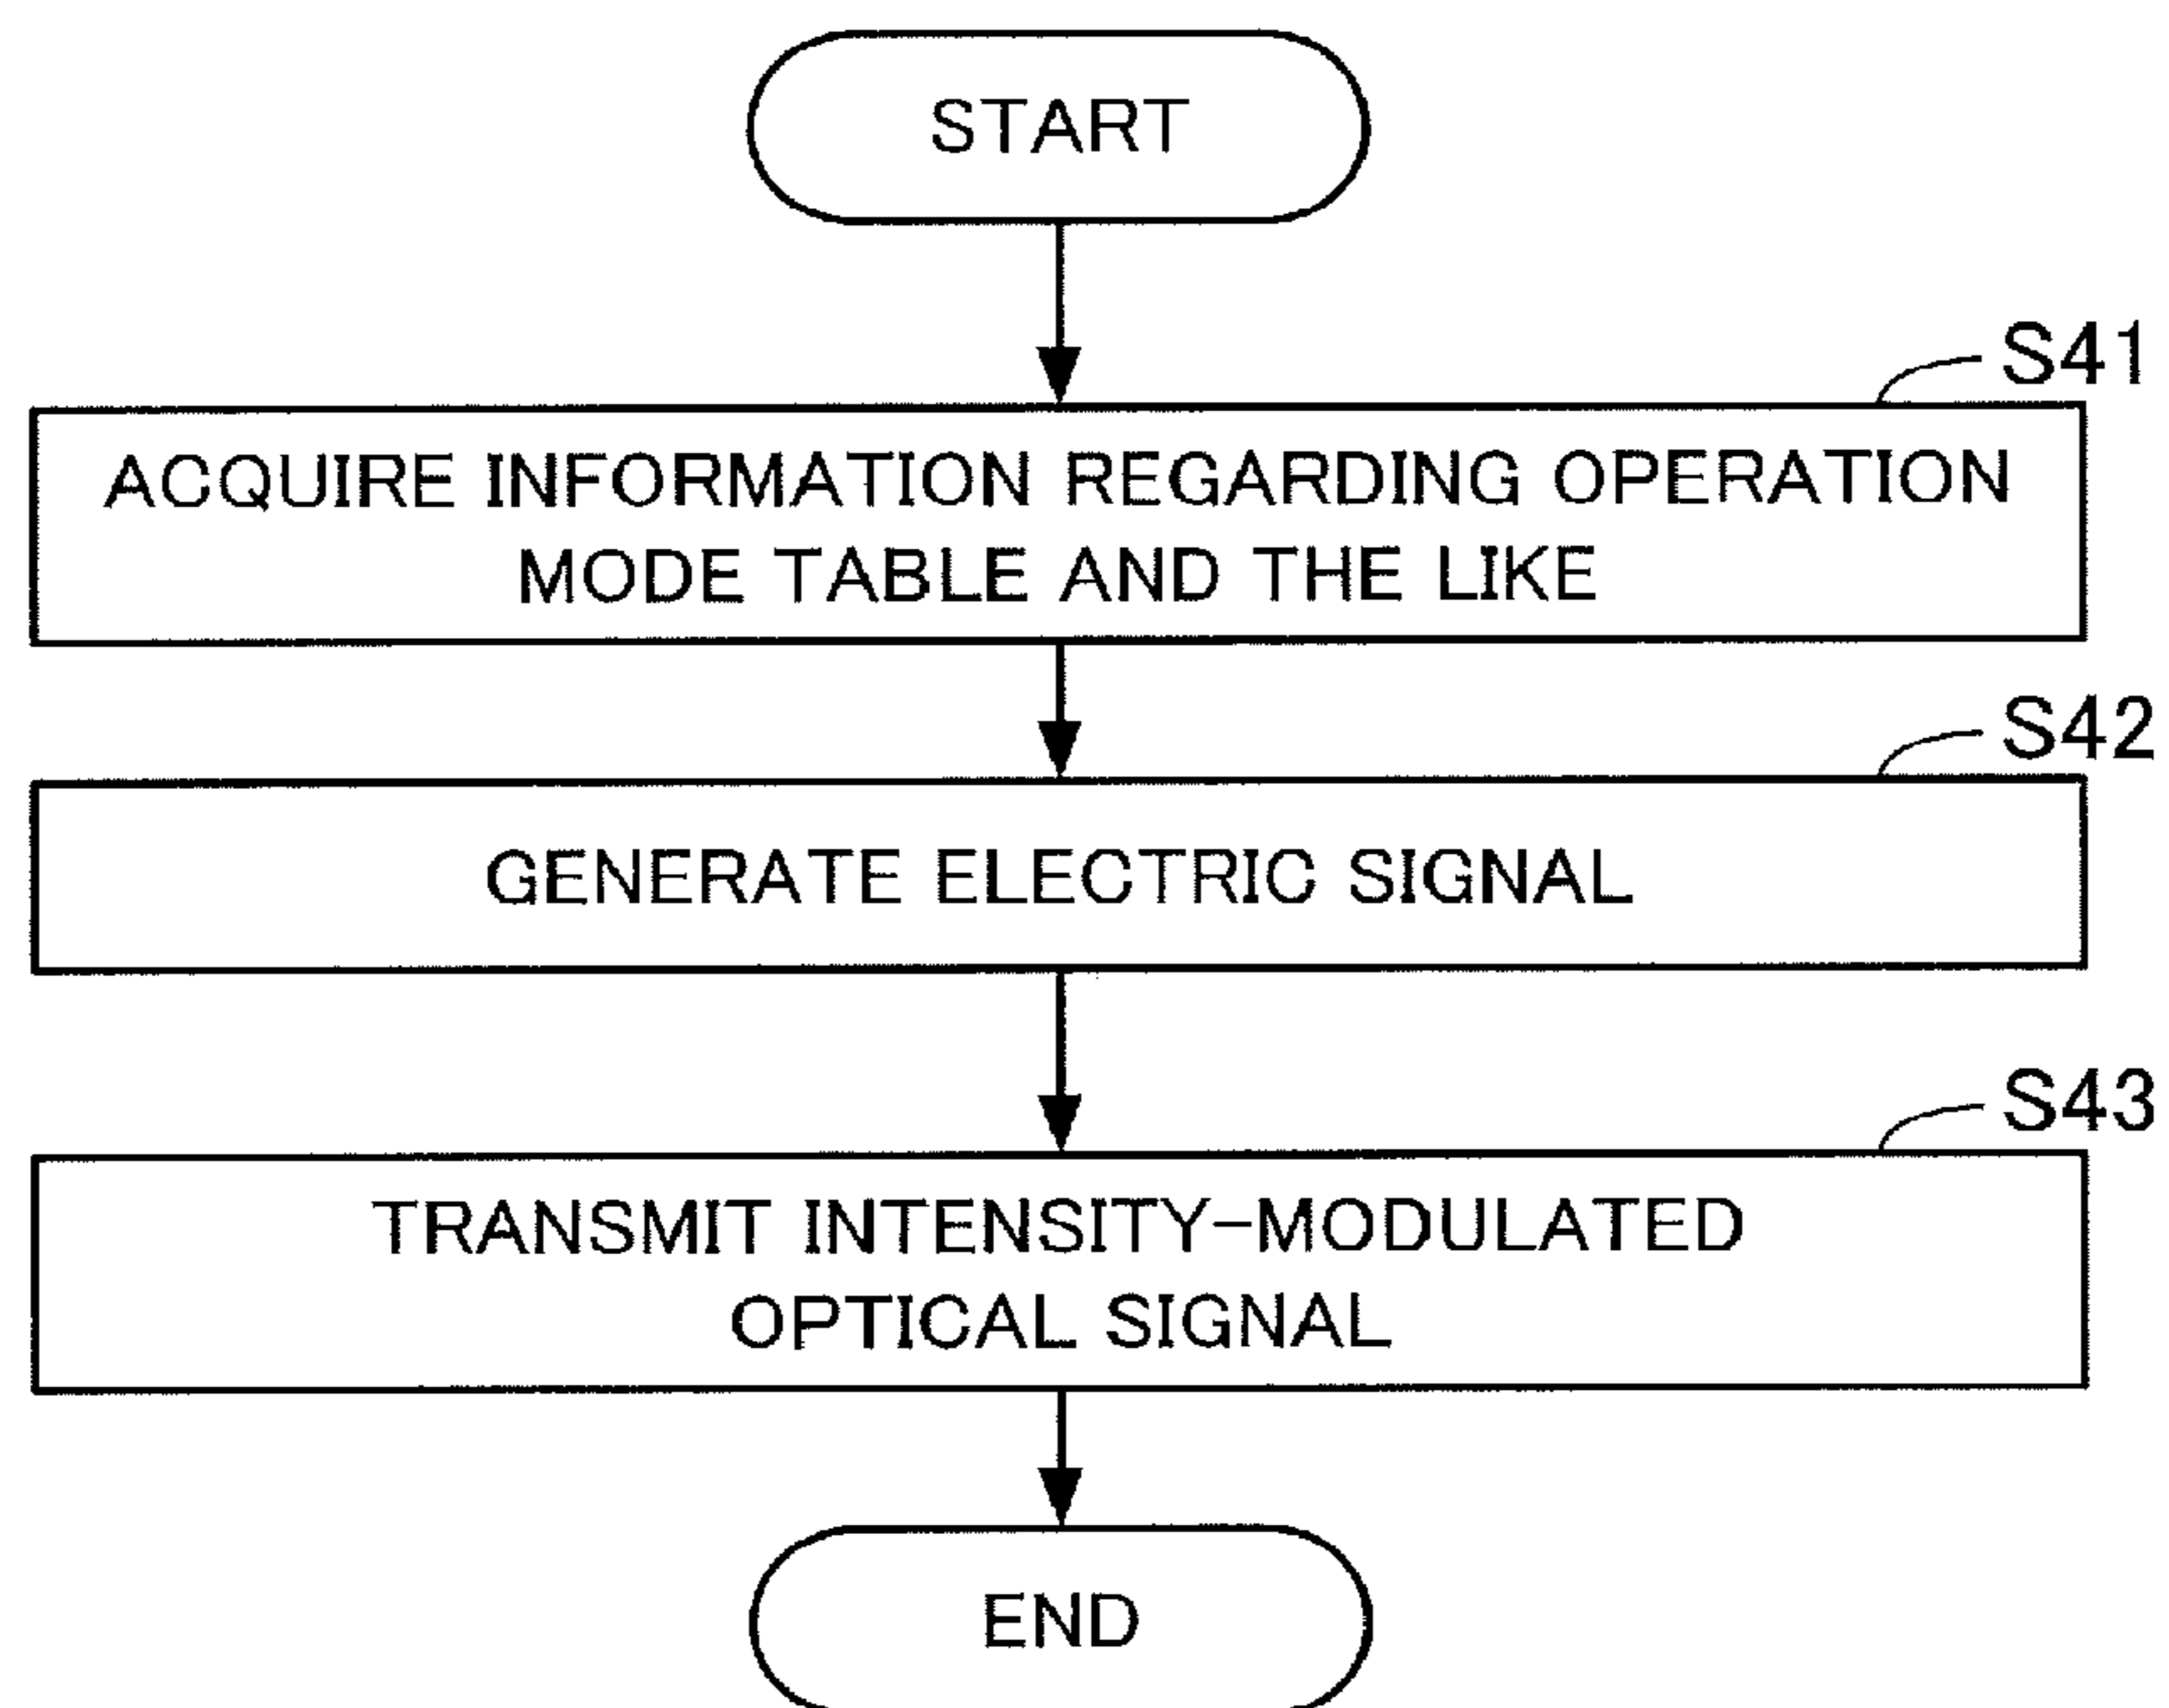 START
S41
ACQUIRE INFORMATION REGARDING OPERATION
MODE TABLE AND THE LIKE
S42
GENERATE ELECTRIC SIGNAL
S43
TRANSMIT INTENSITY-MODULATED
OPTICAL SIGNAL
END